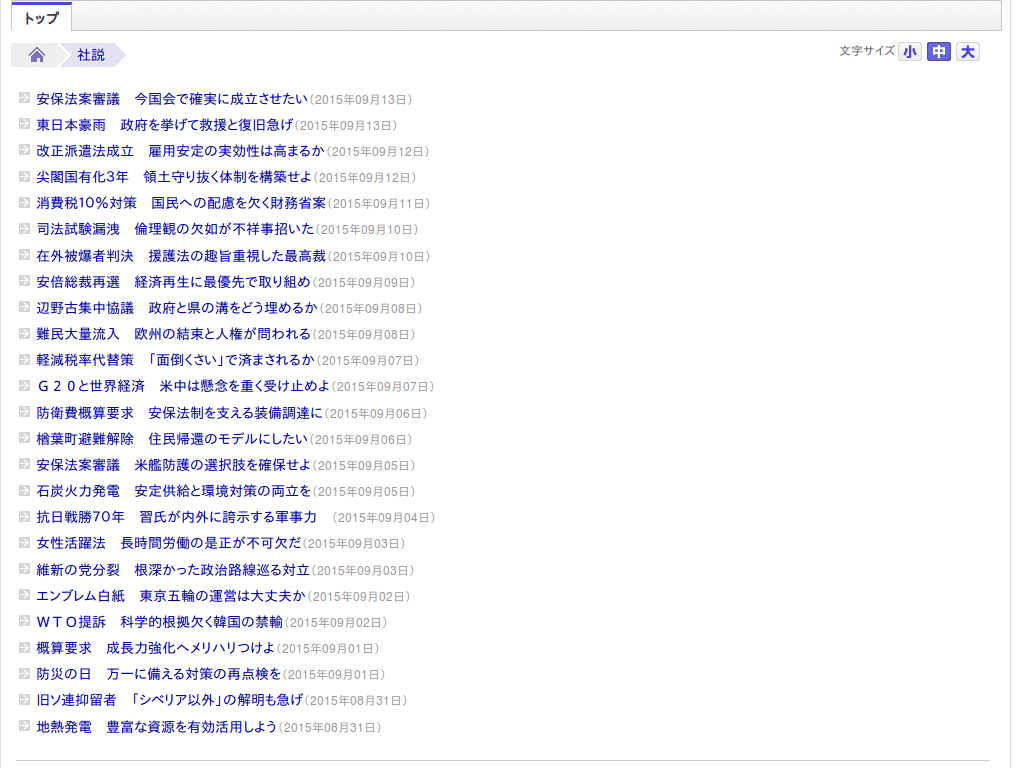 トップ
社説
文字サイズ 小 中 大
安保法案審議　今国会で確実に成立させたい(2015年09月13日)
東日本豪雨　政府を挙げて救援と復旧急げ(2015年09月13日)
改正派遣法成立　雇用安定の実効性は高まるか(2015年09月12日)
尖閣国有化3年　領土守り抜く体制を構築せよ(2015年09月12日)
消費税10％対策　国民への配慮を欠く財務省案(2015年09月11日)
司法試験漏洩　倫理観の欠如が不祥事招いた(2015年09月10日)
在外被爆者判決　援護法の趣旨重視した最高裁(2015年09月10日)
安倍総裁再選　経済再生に最優先で取り組め(2015年09月09日)
辺野古集中協議　政府と県の溝をどう埋めるか(2015年09月08日)
難民大量流入　欧州の結束と人権が問われる(2015年09月08日)
軽減税率代替策　「面倒くさい」で済まされるか(2015年09月07日)
Ｇ２０と世界経済　米中は懸念を重く受け止めよ(2015年09月07日)
防衛費概算要求　安保法制を支える装備調達に(2015年09月06日)
楢葉町避難解除　住民帰還のモデルにしたい(2015年09月06日)
安保法案審議　米艦防護の選択肢を確保せよ(2015年09月05日)
石炭火力発電　安定供給と環境対策の両立を(2015年09月05日)
抗日戦勝70年　習氏が内外に誇示する軍事力　(2015年09月04日)
女性活躍法　長時間労働の是正が不可欠だ(2015年09月03日)
維新の党分裂　根深かった政治路線巡る対立(2015年09月03日)
エンブレム白紙　東京五輪の運営は大丈夫か(2015年09月02日)
ＷＴＯ提訴　科学的根拠欠く韓国の禁輸(2015年09月02日)
概算要求　成長力強化へメリハリつけよ(2015年09月01日)
防災の日　万一に備える対策の再点検を(2015年09月01日)
旧ソ連抑留者　「シベリア以外」の解明も急げ(2015年08月31日)
地熱発電　豊富な資源を有効活用しよう(2015年08月31日)